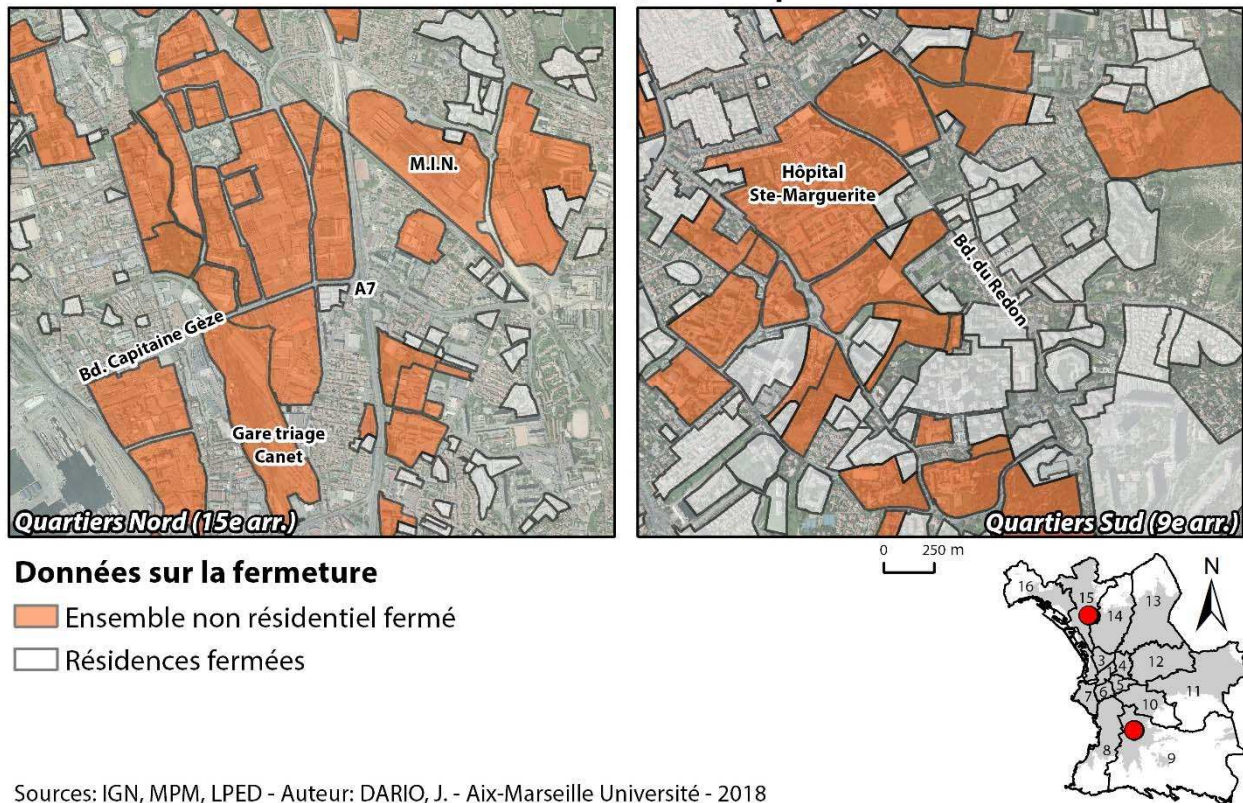 M.I.N.
A7
Bd. Capitaine Gèze
Gare triage
Canet
Quartiers Nord (15e arr.)
Hôpital
Ste-Marguerite
Bd. du Redon
Quartiers Sud (9e arr.)
0 250 m
Données sur la fermeture
Ensemble non résidentiel fermé
Résidences fermées
N
16
15
14
13
3
1
4
12
7
6
5
11
10
8
9
Sources: IGN, MPM, LPED - Auteur: DARIO, J. - Aix-Marseille Université - 2018